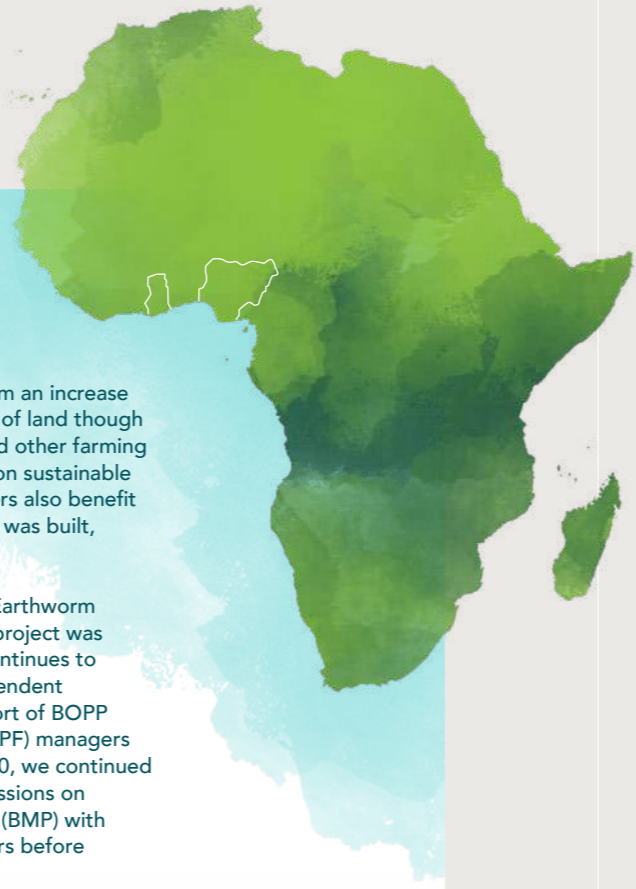 m an increase
of land though
d other farming
on sustainable
rs also benefit
was built,
Earthworm
project was
ntinues to
endent
ort of BOPP
PF) managers
0, we continued
ssions on
(BMP) with
rs before